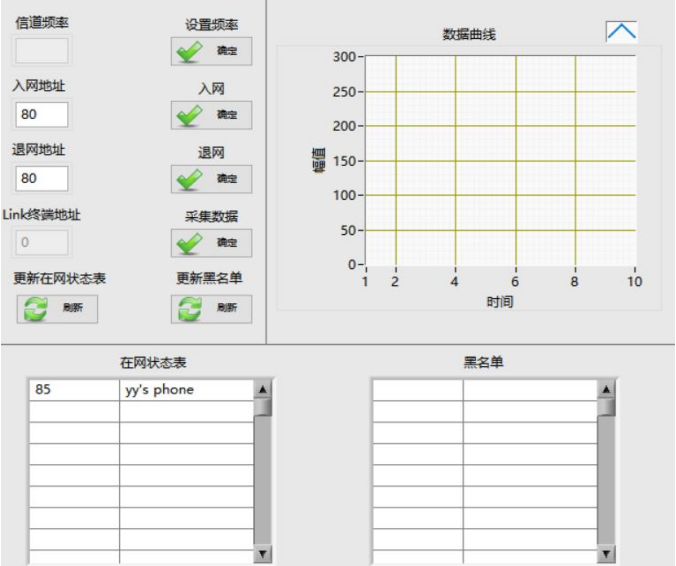 信道频率
设置频率
确定
入网地址
入网
80
确定
退网地址
退网
80
确定
Link终端地址
采集数据
0
确定
更新在网状态表
更新黑名单
刷新
刷新
数据曲线
300
250
200
150
100
50
0
幅值
1 2 4 6 8 10
时间
在网状态表
85 yy's phone
黑名单